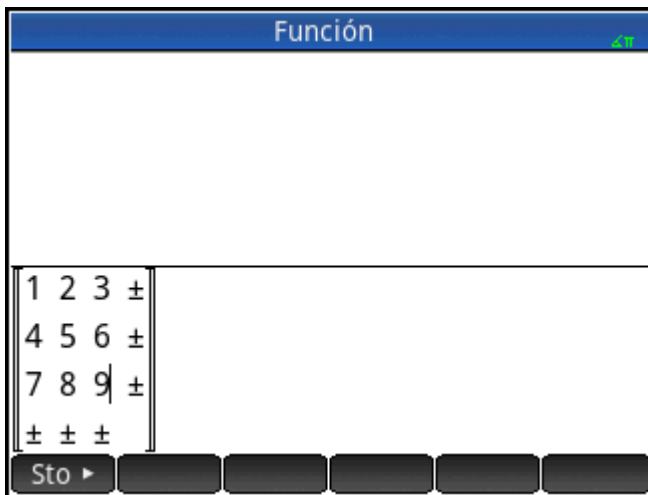 Función
∡π
1 2 3 ±
4 5 6 ±
7 8 9 ±
± ± ±
Sto ►